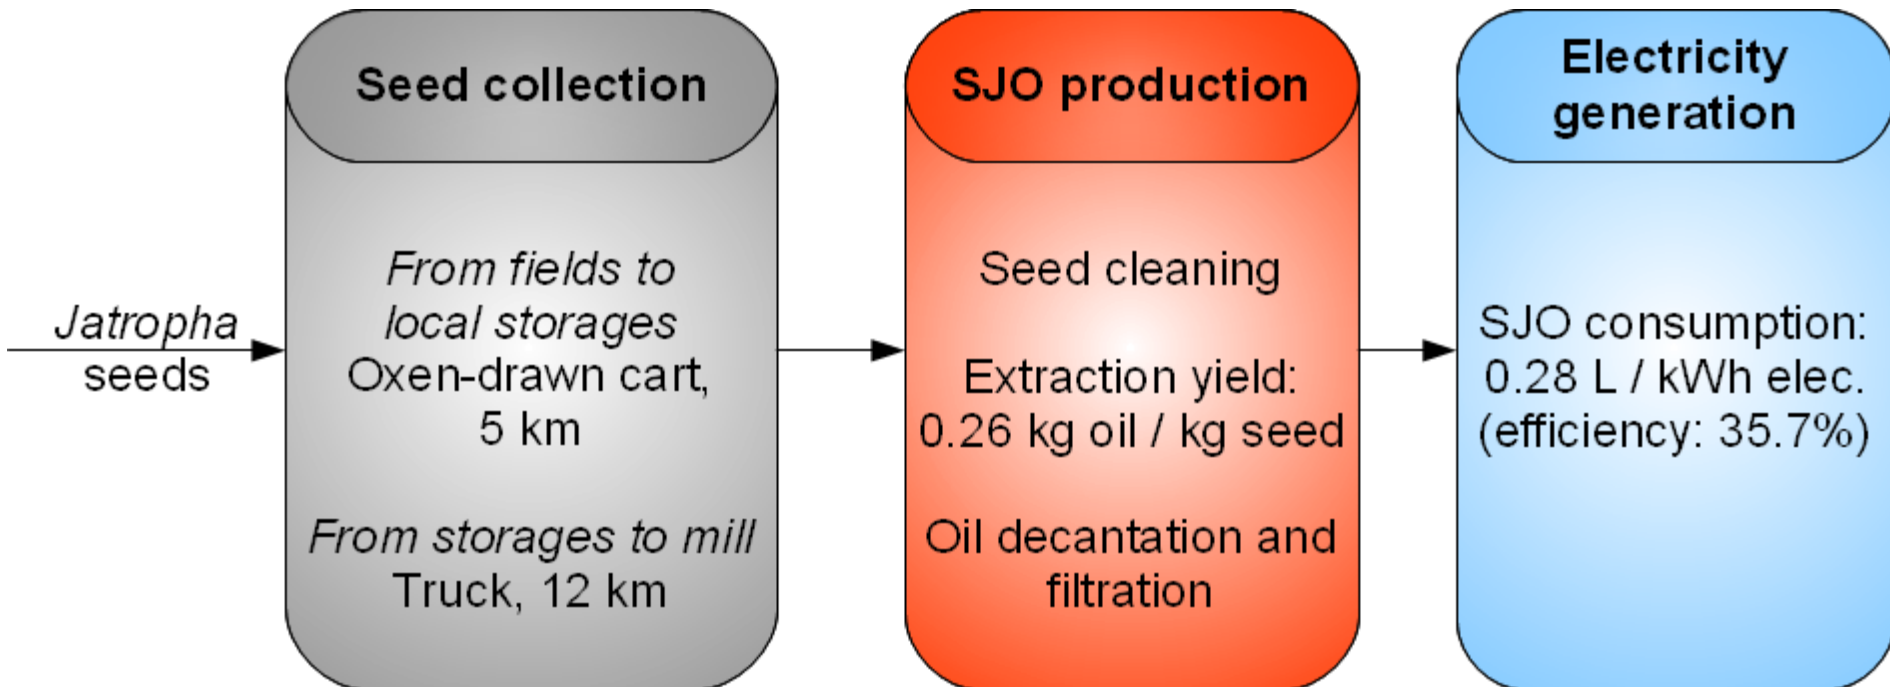 Jatropha
seeds
Seed collection
From fields to
local storages
Oxen-drawn cart,
5 km
From storages to mill
Truck, 12 km
SJO production
Seed cleaning
Extraction yield:
0.26 kg oil / kg seed
Oil decantation and
filtration
Electricity
generation
SJO consumption:
0.28 L / kWh elec.
(efficiency: 35.7%)